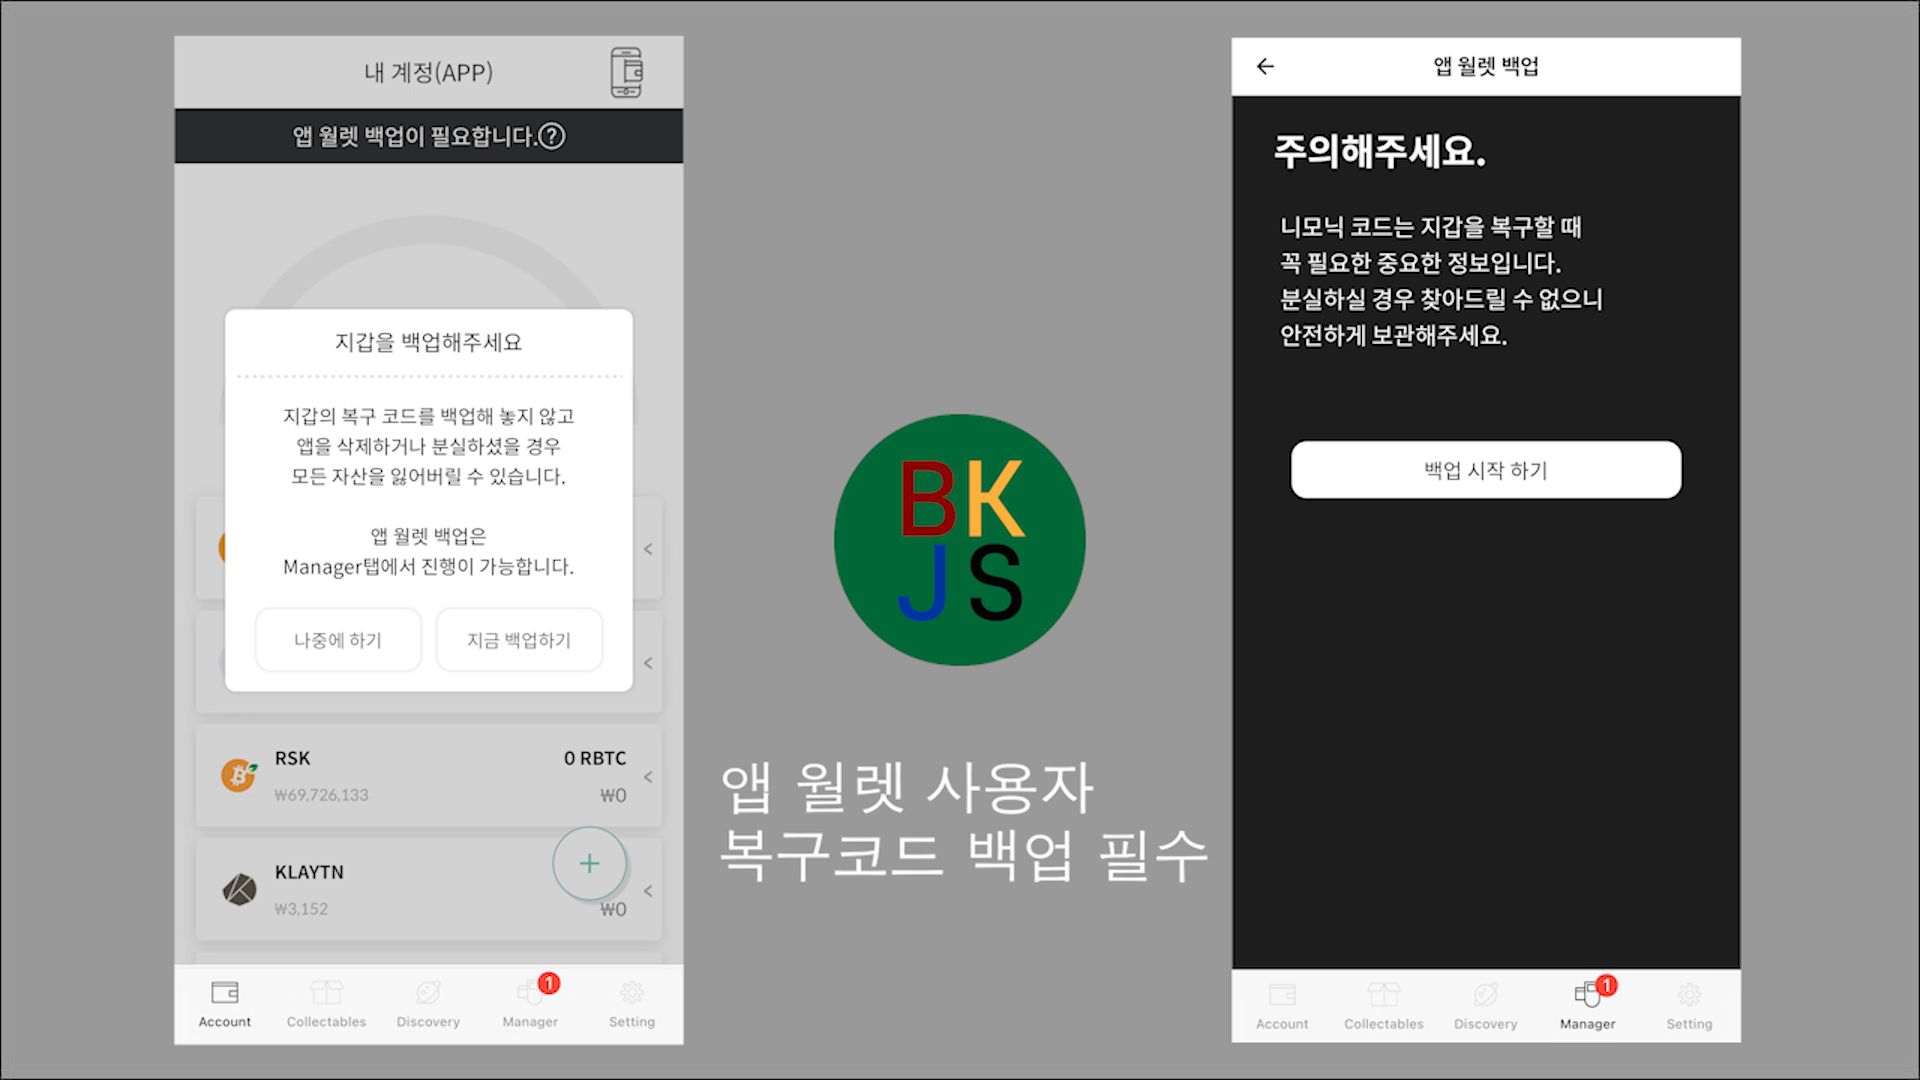 내 계정(APP)
앱 월렛 백업이 필요합니다.?
지갑을 백업해주세요
지갑의 복구 코드를 백업해 놓지 않고
앱을 삭제하거나 분실하셨을 경우
모든 자산을 잃어버릴 수 있습니다.
앱 월렛 백업은
Manager탭에서 진행이 가능합니다.
나중에 하기
지금 백업하기
RSK
0 RBTC
₩69,726,133
₩0
KLAYTN
₩3,152
₩0
Account
Collectables
Discovery
Manager
1
Setting
BK
JS
앱 월렛 사용자
복구코드 백업 필수
앱 월렛 백업
주의해주세요.
니모닉 코드는 지갑을 복구할 때
꼭 필요한 중요한 정보입니다.
분실하실 경우 찾아드릴 수 없으니
안전하게 보관해주세요.
백업 시작 하기
Account
Collectables
Discovery
Manager
1
Setting